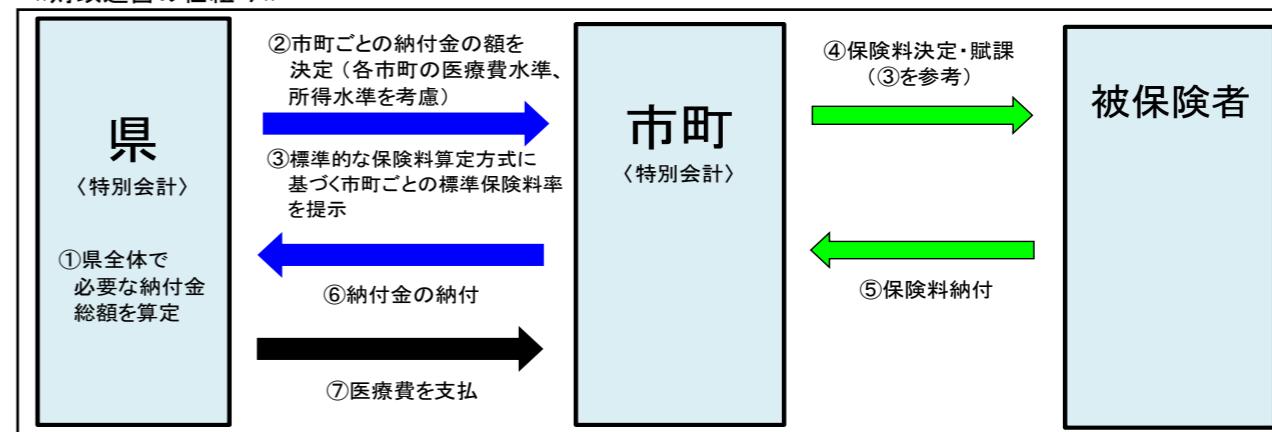 県
〈特別会計〉
①県全体で
必要な納付金
総額を算定
②市町ごとの納付金の額を
決定（各市町の医療費水準、
所得水準を考慮）
③標準的な保険料算定方式に
基づく市町ごとの標準保険料率
を提示
⑥納付金の納付
⑦医療費を支払
市町
〈特別会計〉
④保険料決定・賦課
（③を参考）
⑤保険料納付
被保険者